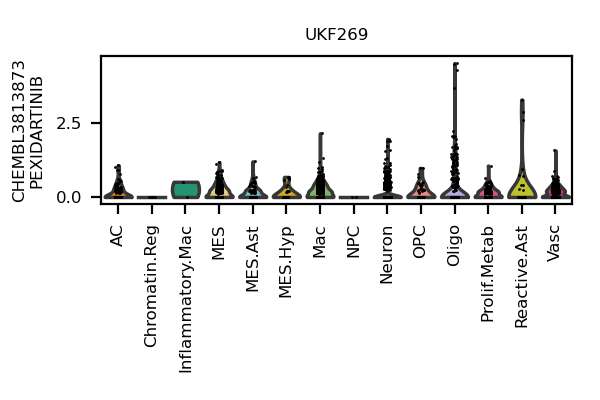 UKF269
CHEMBL3813873
PEXIDARTINIB
2.5
0.0
AC
Chromatin.Reg
Inflammatory.Mac
MES
MES.Ast
MES.Hyp
Mac
NPC
Neuron
OPC
Oligo
Prolif.Metab
Reactive.Ast
Vasc